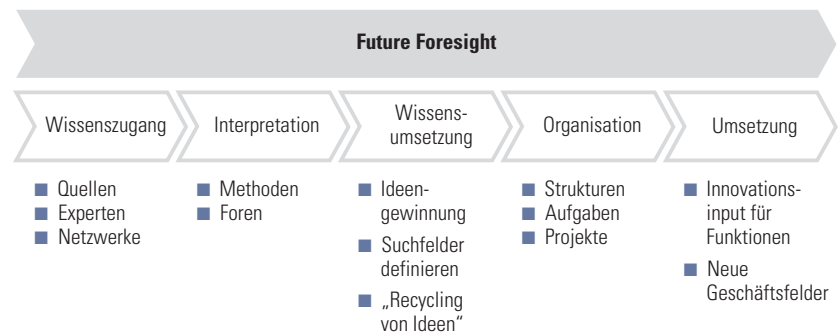 Future Foresight
Wissenszugang
Interpretation
Wissens-
umsetzung
Organisation
Umsetzung
Quellen
Experten
Netzwerke
Methoden
Foren
Ideen-
gewinnung
Suchfelder
definieren
„Recycling
von Ideen“
Strukturen
Aufgaben
Projekte
Innovations-
input für
Funktionen
Neue
Geschäftsfelder